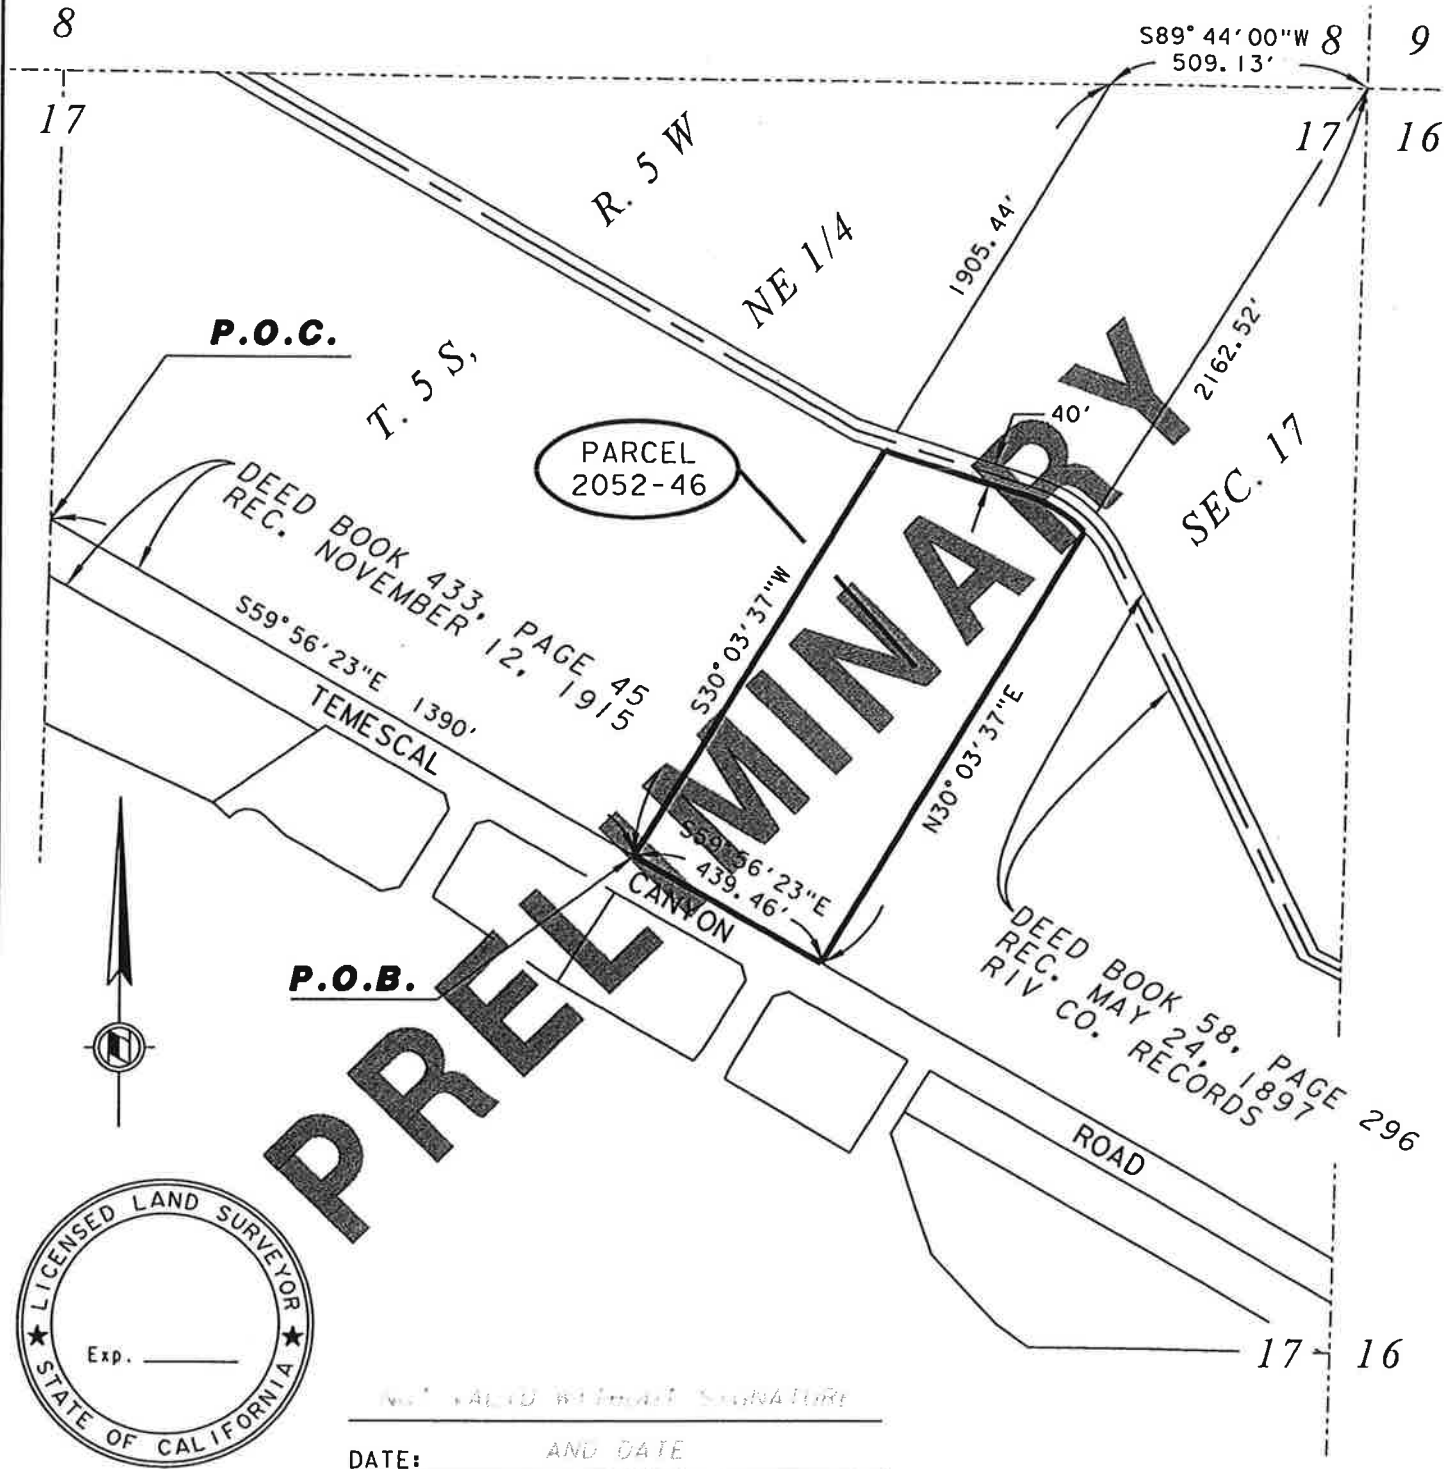 8
S89°44'00"W
509.13'
8
9
17
17
16
R. 5 W
1905.44'
NE 1/4
2162.52'
P.O.C.
T. 5 S,
40'
PARCEL
2052-46
SEC. 17
DEED BOOK 433, PAGE 45
REC. NOVEMBER 12, 1915
S59°56'23"E 1390'
S30°03'37"W
N30°03'37"E
TEMESCAL
S59°56'23"E
439.46'
CANYON
P.O.B.
DEED BOOK 58, PAGE 296
REC. MAY 24, 1897
RIV CO. RECORDS
ROAD
PRELIMINARY
LICENSED LAND SURVEYOR
Exp.
STATE OF CALIFORNIA
17
16
SIGNATURE
DATE:
AND DATE